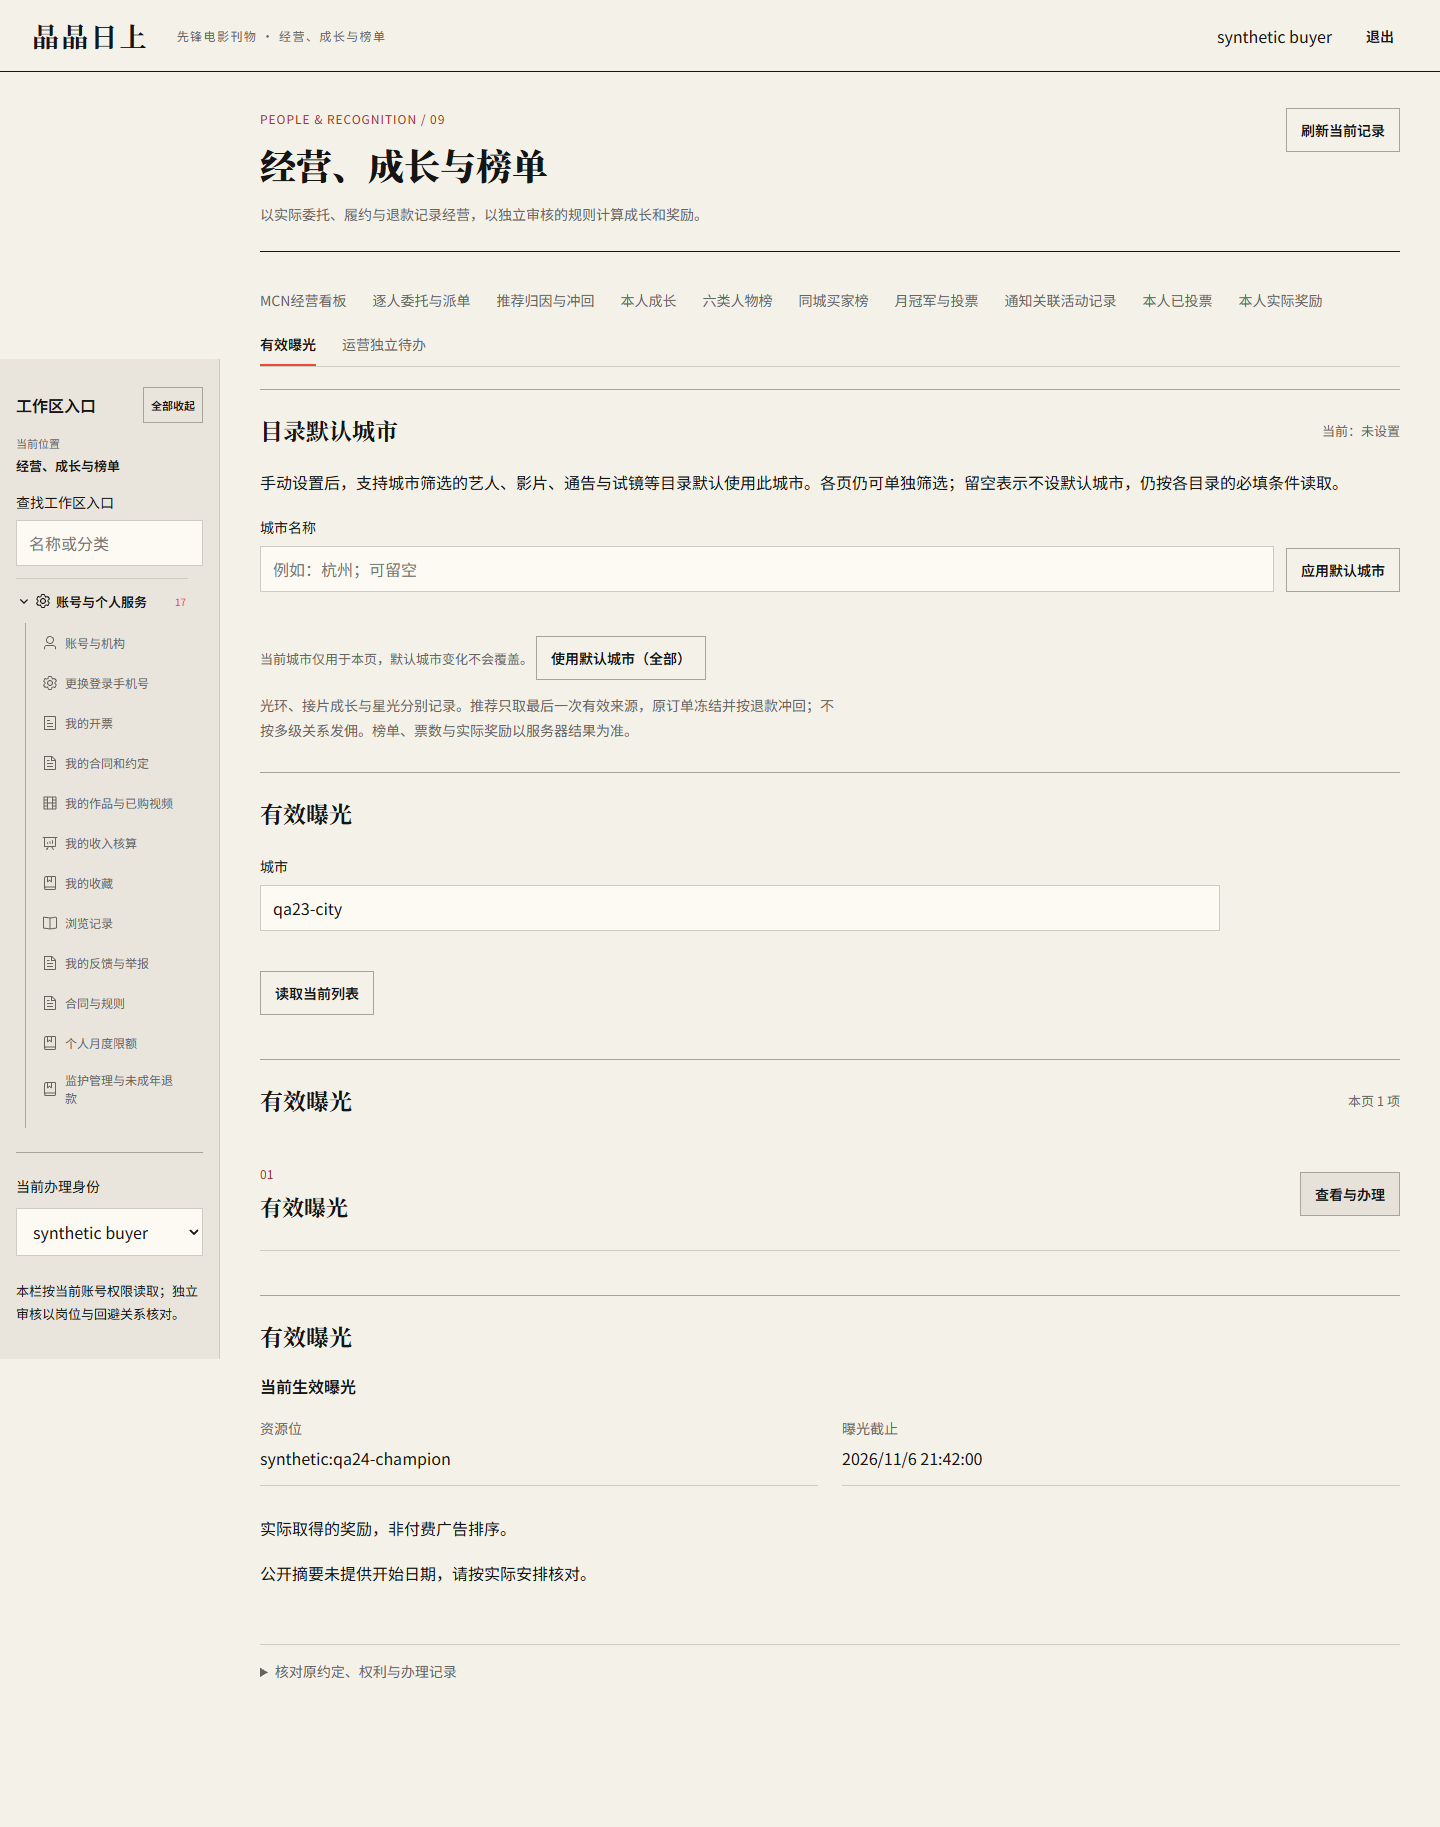 晶晶日上
先锋电影刊物 · 经营、成长与榜单
synthetic buyer
退出
PEOPLE & RECOGNITION / 09
刷新当前记录
经营、成长与榜单
以实际委托、履约与退款记录经营，以独立审核的规则计算成长和奖励。
MCN经营看板 逐人委托与派单 推荐归因与冲回 本人成长 六类人物榜 同城买家榜 月冠军与投票 通知关联活动记录 本人已投票 本人实际奖励
有效曝光 运营独立待办
工作区入口
全部收起
当前位置
经营、成长与榜单
查找工作区入口
名称或分类
账号与个人服务 17
账号与机构
更换登录手机号
我的开票
我的合同和约定
我的作品与已购视频
我的收入核算
我的收藏
浏览记录
我的反馈与举报
合同与规则
个人月度限额
监护管理与未成年退
款
当前办理身份
synthetic buyer
本栏按当前账号权限读取；独立
审核以岗位与回避关系核对。
目录默认城市
当前：未设置
手动设置后，支持城市筛选的艺人、影片、通告与试镜等目录默认使用此城市。各页仍可单独筛选；留空表示不设默认城市，仍按各目录的必填条件读取。
城市名称
例如：杭州；可留空
应用默认城市
当前城市仅用于本页，默认城市变化不会覆盖。
使用默认城市（全部）
光环、接片成长与星光分别记录。推荐只取最后一次有效来源，原订单冻结并按退款冲回；不
按多级关系发佣。榜单、票数与实际奖励以服务器结果为准。
有效曝光
城市
qa23-city
读取当前列表
有效曝光
本页 1 项
01
有效曝光
查看与办理
有效曝光
当前生效曝光
资源位
synthetic:qa24-champion
曝光截止
2026/11/6 21:42:00
实际取得的奖励，非付费广告排序。
公开摘要未提供开始日期，请按实际安排核对。
核对原约定、权利与办理记录